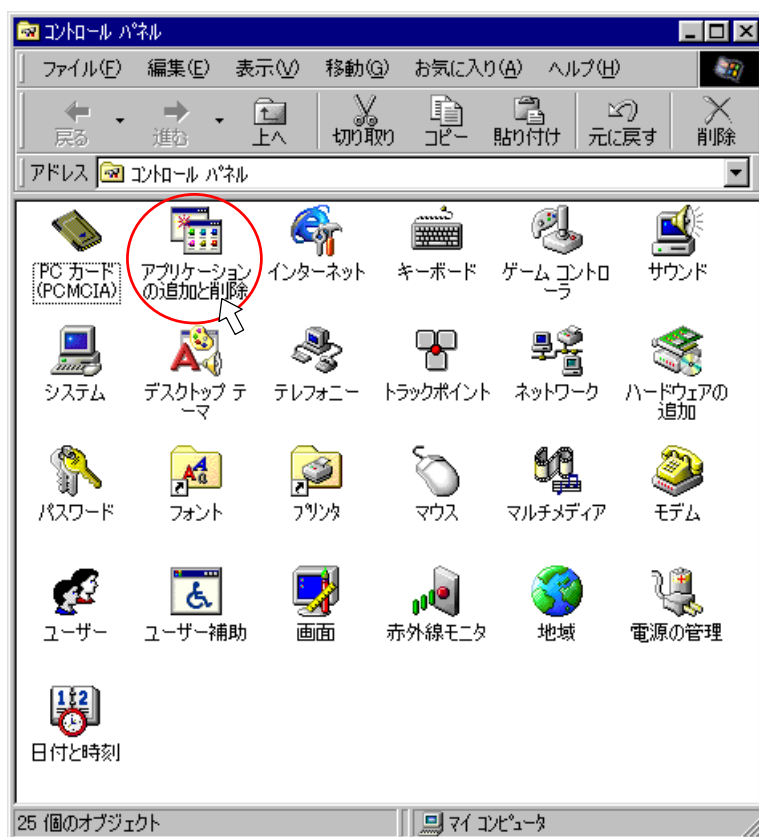 コントロール パネル
ファイル(F) 編集(E) 表示(V) 移動(G) お気に入り(A) ヘルプ(H)
戻る 進む 上へ 切り取り コピー 貼り付け 元に戻す 削除
アドレス コントロール パネル
PC カード (PCMCIA)
アプリケーション の追加と削除
インターネット
キーボード
ゲーム コントロ ーラ
サウンド
システム
デスクトップ テ ーマ
テレフォニー
トラックポイント
ネットワーク
ハードウェアの 追加
パスワード
フォント
プリンタ
マウス
マルチメディア
モデム
ユーザー
ユーザー補助
画面
赤外線モニタ
地域
電源の管理
日付と時刻
25 個のオブジェクト
マイ コンピュータ